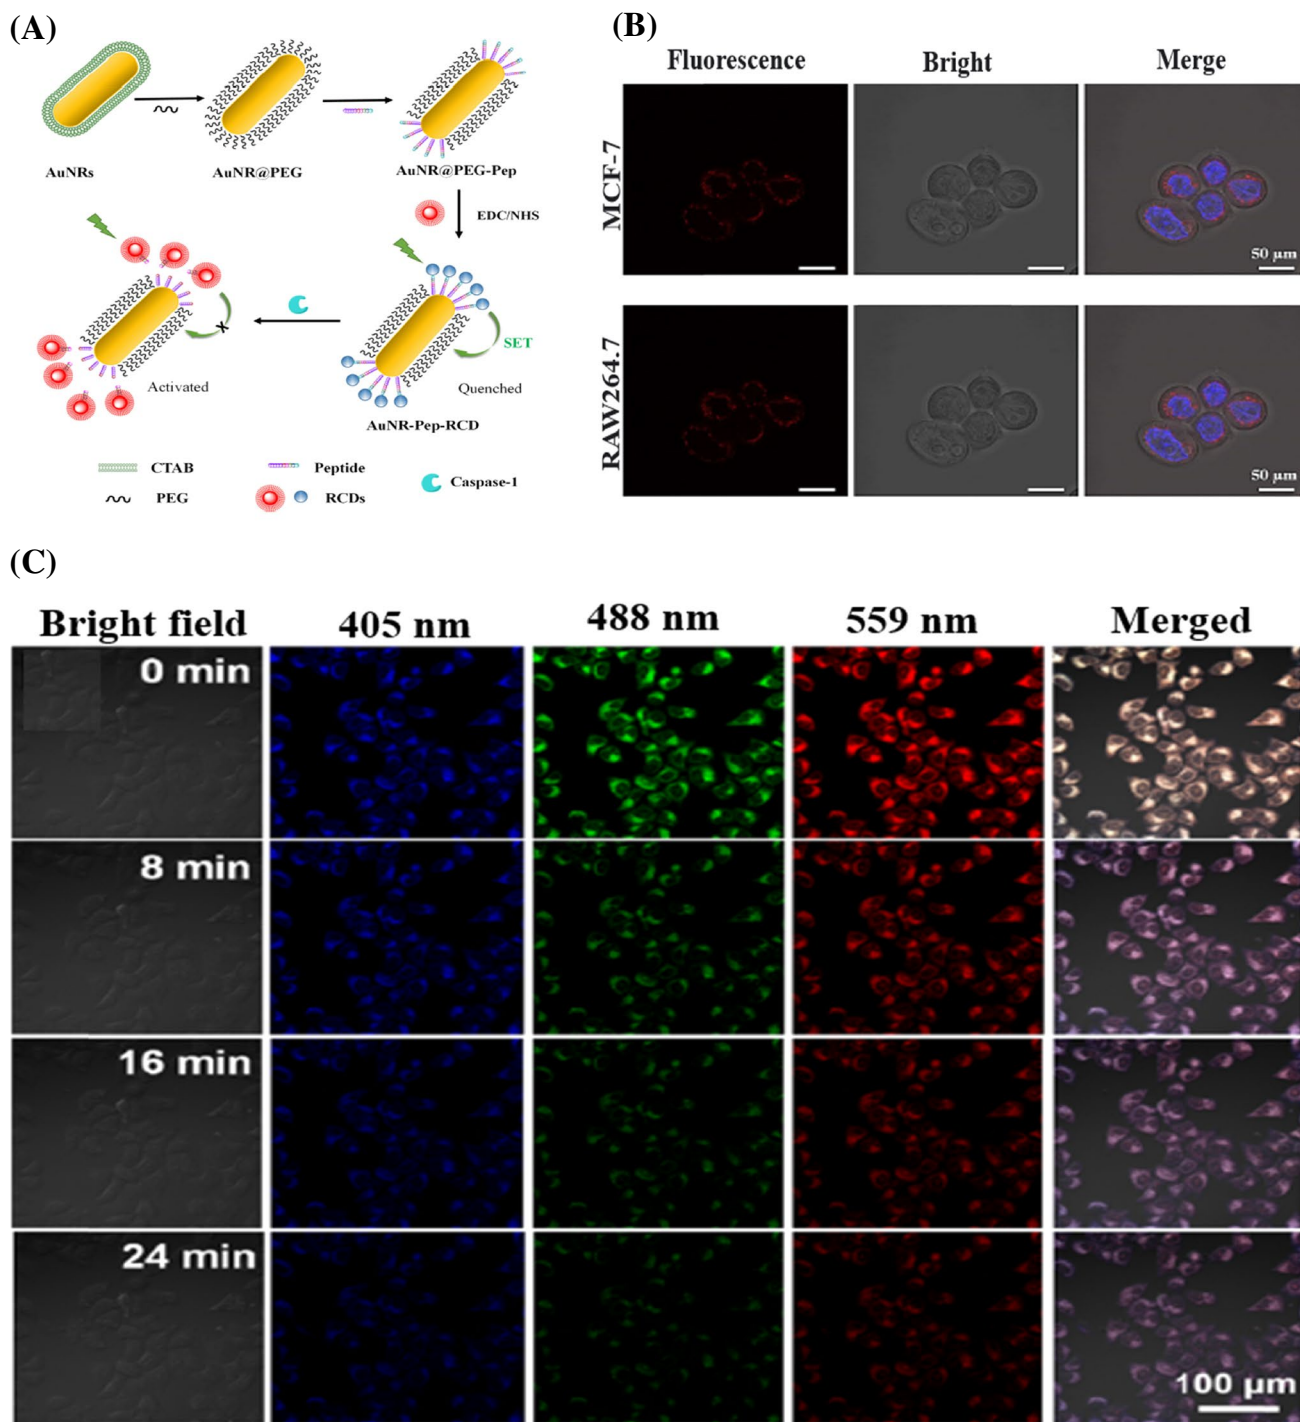 (A)
AuNRs
AuNR@PEG
AuNR@PEG-Pep
EDC/NHS
SET
Activated
Quenched
AuNR-Pep-RCD
X
CTAB
Peptide
Caspase-1
PEG
RCDs
(B)
Fluorescence Bright Merge
MCF-7
50 μm
RAW264.7
50 μm
(C)
Bright field 405 nm 488 nm 559 nm Merged
0 min
8 min
16 min
24 min
100 μm